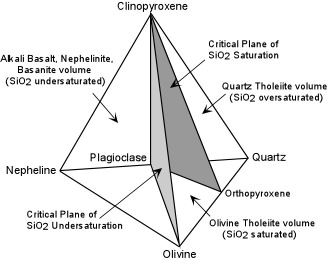 Clinopyroxene
Critical Plane of
SiO2 Saturation
Alkali Basalt, Nephelinite,
Basanite volume
(SiO2 undersaturated)
Quartz Tholeiite volume
(SiO2 oversaturated)
Plagioclase
Quartz
Nepheline
Orthopyroxene
Critical Plane of
SiO2 Undersaturation
Olivine Tholeiite volume
(SiO2 saturated)
Olivine